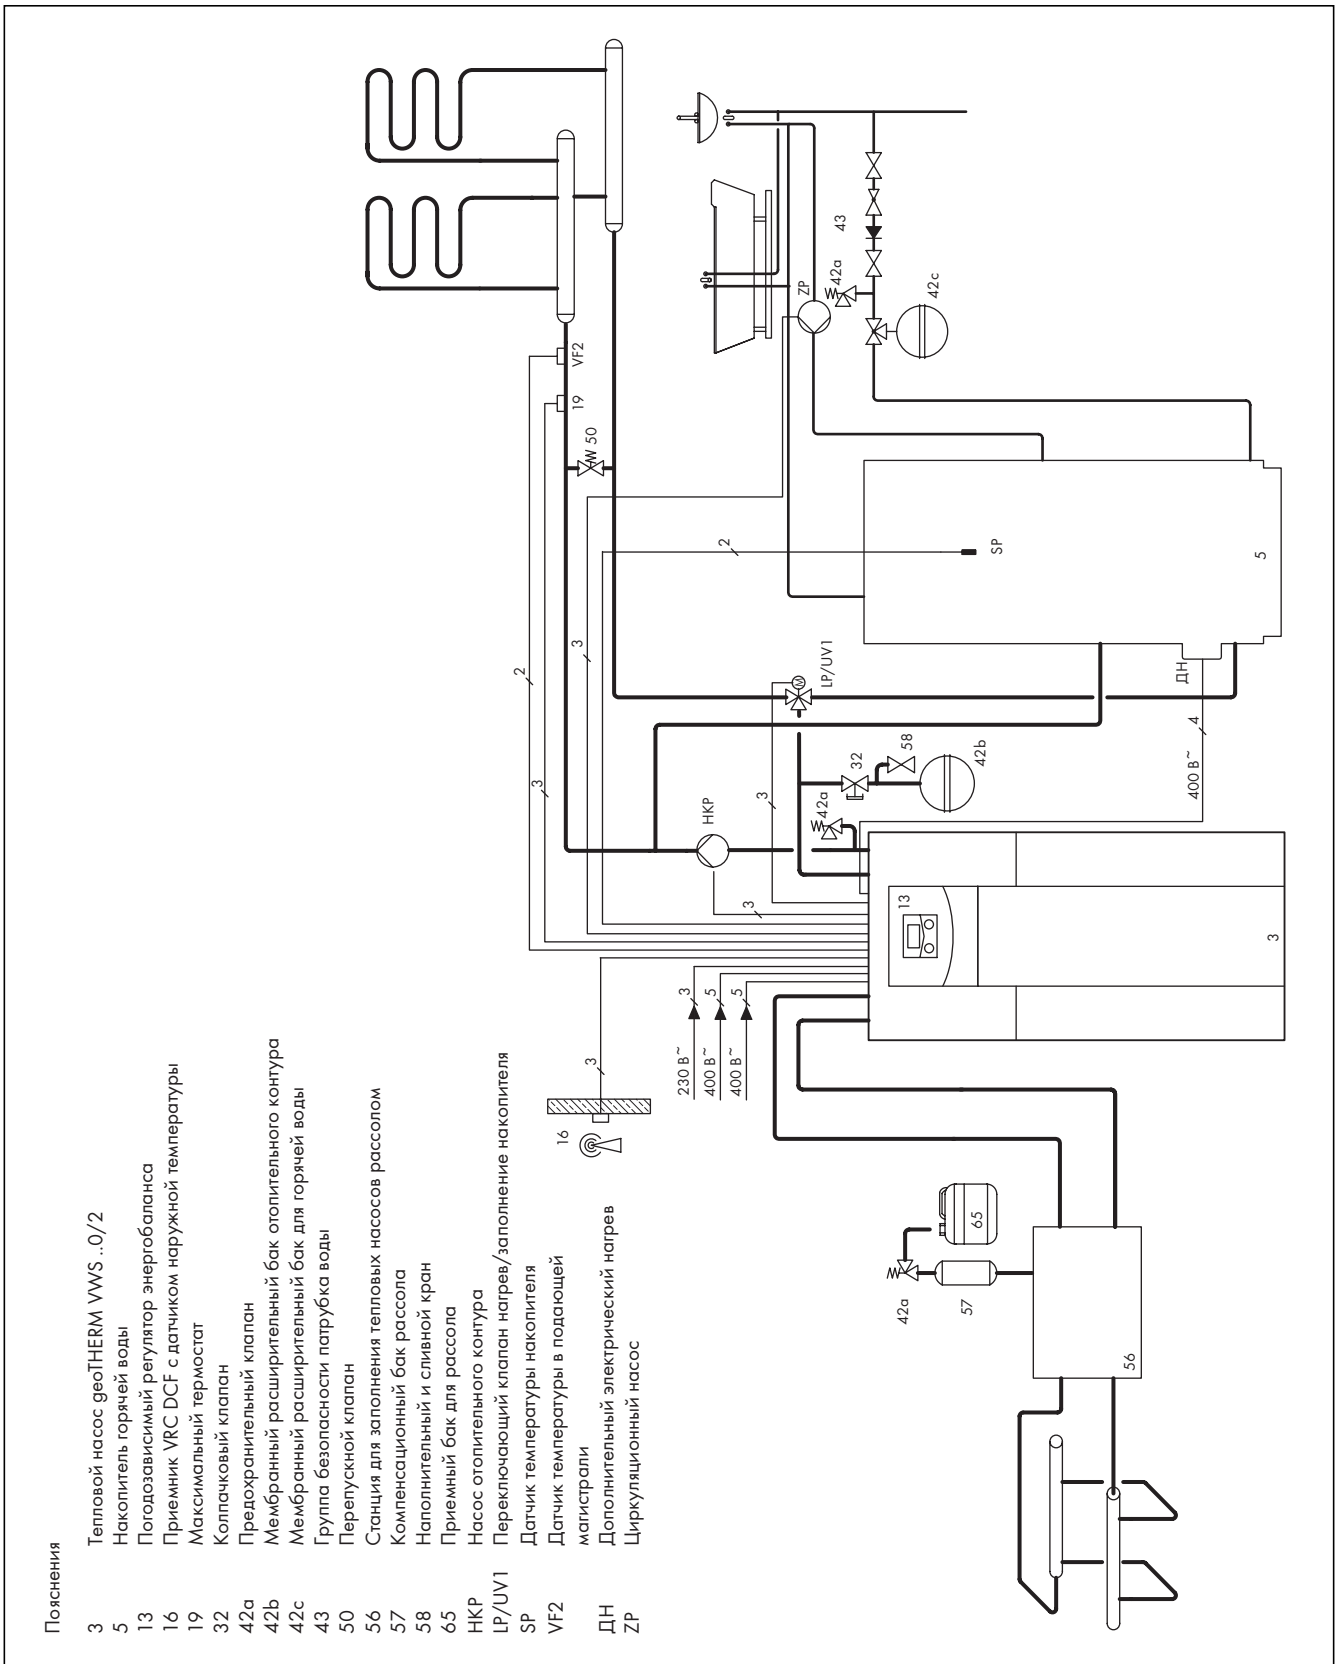 Пояснения
3 Тепловой насос geoTHERM VWS ..0/2
5 Накопитель горячей воды
13 Погодозависимый регулятор энергобаланса
16 Приемник VRC DCF с датчиком наружной температуры
19 Максимальный термостат
32 Колпачковый клапан
42a Предохранительный клапан
42b Мембранный расширительный бак отопительного контура
42c Мембранный расширительный бак для горячей воды
43 Группа безопасности патрубка воды
50 Перепускной клапан
56 Станция для заполнения тепловых насосов рассолом
57 Компенсационный бак рассола
58 Наполнительный и сливной кран
65 Приемный бак для рассола
HKP Насос отопительного контура
LP/UV1 Переключающий клапан нагрев/заполнение накопителя
SP Датчик температуры накопителя
VF2 Датчик температуры в подающей
магистрали
ДН Дополнительный электрический нагрев
ZP Циркуляционный насос
16
3
230 В~ 3
400 В~ 5
400 В~ 5
42a
57
65
56
3
2
3
HKP
3
3
42a
32
58
42b
13
3
LP/UV1
400 В~ 4
ДН
2
SP
5
VF2
19
50
ZP
42a
43
42c